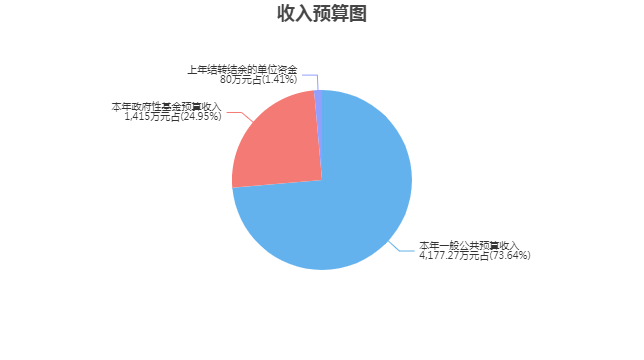 收入预算图
上年结转结余的单位资金
80万元占(1.41%)
本年政府性基金预算收入
1,415万元占(24.95%)
本年一般公共预算收入
4,177.27万元占(73.64%)